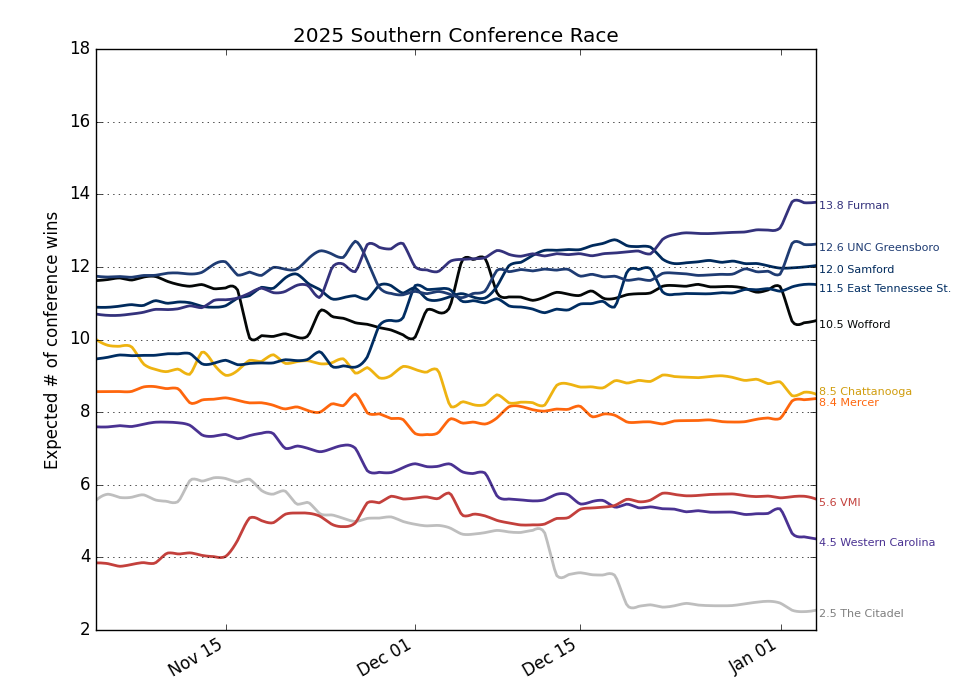 2025 Southern Conference Race
Expected # of conference wins
18
16
14
12
10
8
6
4
2
13.8 Furman
12.6 UNC Greensboro
12.0 Samford
11.5 East Tennessee St.
10.5 Wofford
8.5 Chattanooga
8.4 Mercer
5.6 VMI
4.5 Western Carolina
2.5 The Citadel
Nov 15
Dec 01
Dec 15
Jan 01